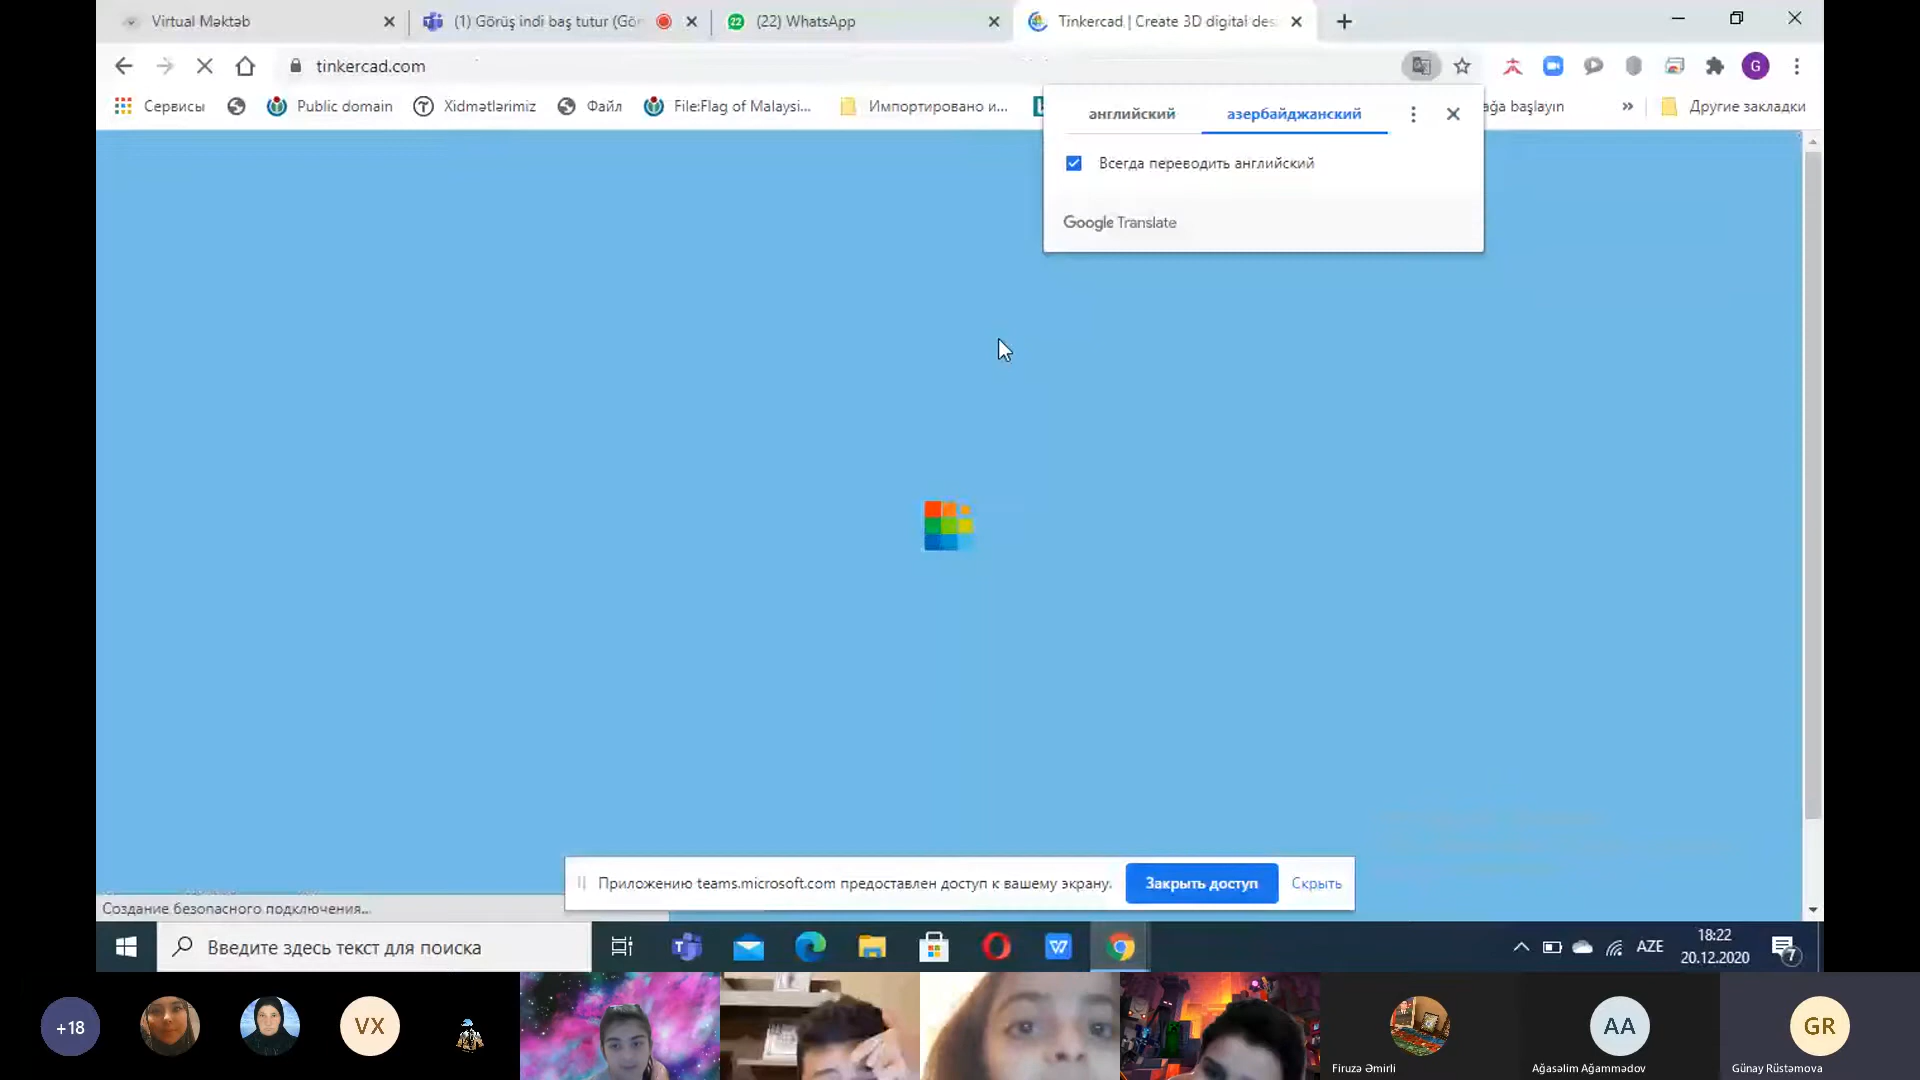 Virtual Məktəb
(1) Görüş indi baş tutur (Gör
(22) WhatsApp
Tinkercad | Create 3D digital des
tinkercad.com
G
Сервисы
Public domain
Xidmətlərimiz
Файл
File:Flag of Malaysi...
Импортировано и...
ağa başlayın
»
Другие закладки
английский
азербайджанский
Всегда переводить английский
Google Translate
Приложению teams.microsoft.com предоставлен доступ к вашему экрану.
Закрыть доступ
Скрыть
Создание безопасного подключения...
Введите здесь текст для поиска
AZE
18:22
20.12.2020
7
+18
VX
AA
GR
Firuzə Əmirli
Ağasəlim Ağammədov
Günay Rüstəmova